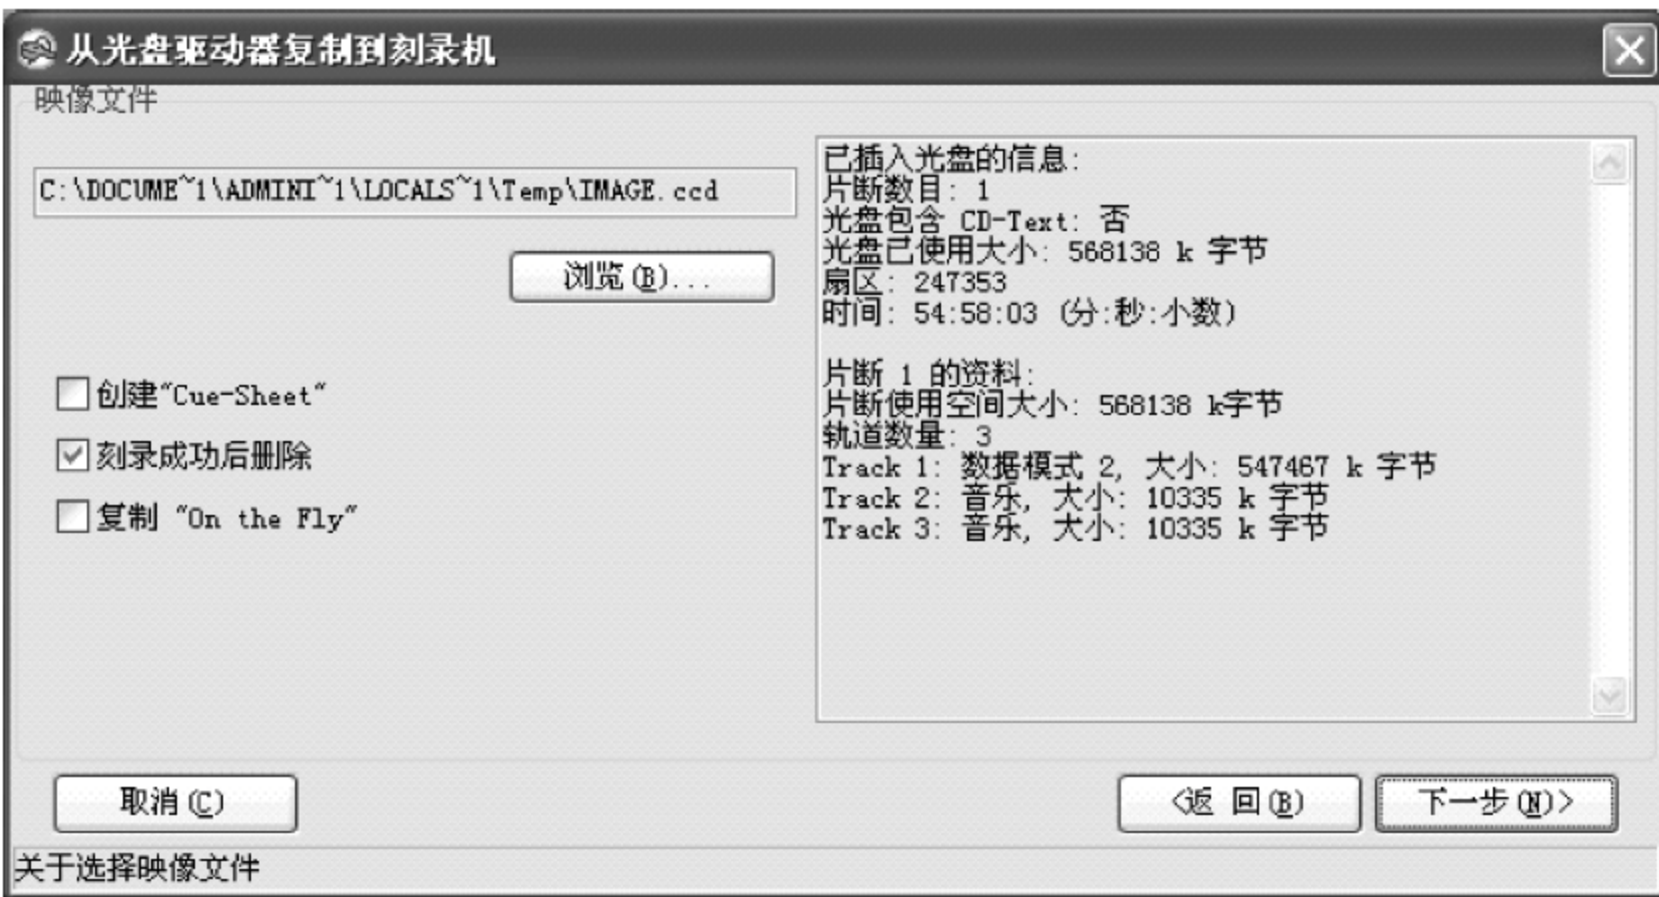 从光盘驱动器复制到刻录机
映像文件
C:\DOCUME~1\ADMINI~1\LOCALS~1\Temp\IMAGE.ccd
浏览(B)...
创建"Cue-Sheet"
刻录成功后删除
复制 "On the Fly"
已插入光盘的信息:
片断数目: 1
光盘包含 CD-Text: 否
光盘已使用大小: 568138 k 字节
扇区: 247353
时间: 54:58:03 (分:秒:小数)
片断 1 的资料:
片断使用空间大小: 568138 k字节
轨道数量: 3
Track 1: 数据模式 2, 大小: 547467 k 字节
Track 2: 音乐, 大小: 10335 k 字节
Track 3: 音乐, 大小: 10335 k 字节
取消(C)
<返 回(B)
下一步(N)>
关于选择映像文件